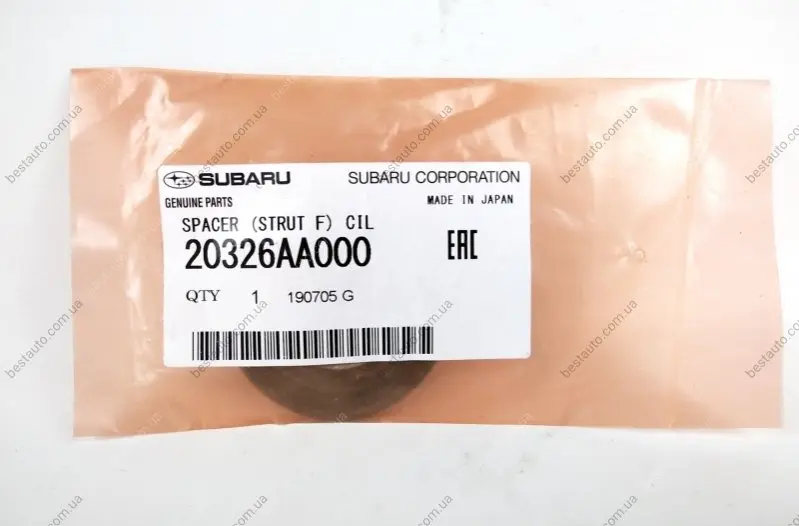 SUBARU SUBARU CORPORATION
GENUINE PARTS MADE IN JAPAN
SPACER (STRUT F) CIL
20326AA000 EAC
QTY 1 190705 G
bestauto.com.ua